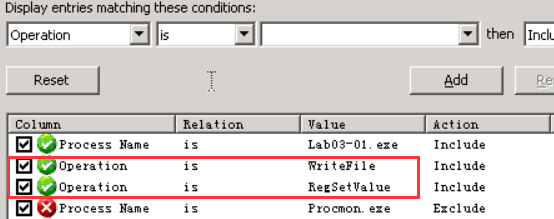 Display entries matching these conditions:
Operation is then Inclu
Reset Add Re
Column Relation Value Action
Process Name is Lab03-01.exe Include
Operation is WriteFile Include
Operation is RegSetValue Include
Process Name is Procmon.exe Exclude